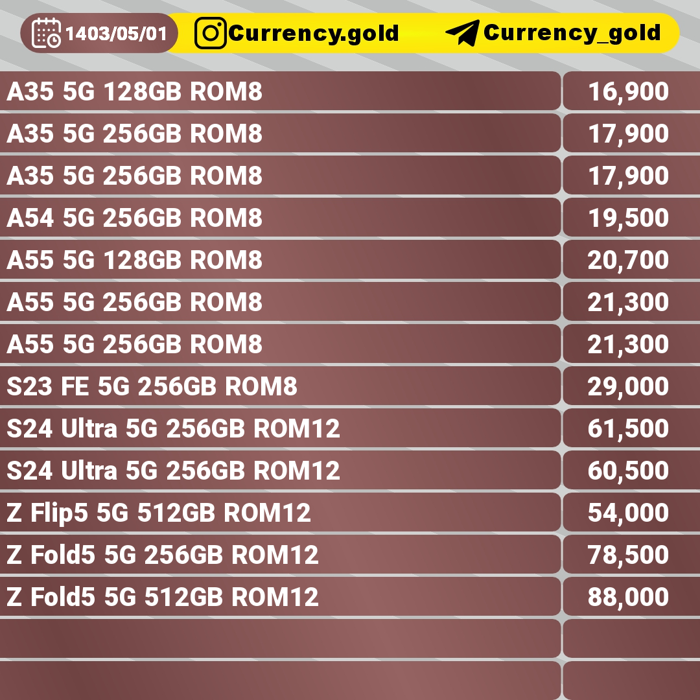 1403/05/01 Currency.gold Currency_gold
A35 5G 128GB ROM8 16,900
A35 5G 256GB ROM8 17,900
A35 5G 256GB ROM8 17,900
A54 5G 256GB ROM8 19,500
A55 5G 128GB ROM8 20,700
A55 5G 256GB ROM8 21,300
A55 5G 256GB ROM8 21,300
S23 FE 5G 256GB ROM8 29,000
S24 Ultra 5G 256GB ROM12 61,500
S24 Ultra 5G 256GB ROM12 60,500
Z Flip5 5G 512GB ROM12 54,000
Z Fold5 5G 256GB ROM12 78,500
Z Fold5 5G 512GB ROM12 88,000